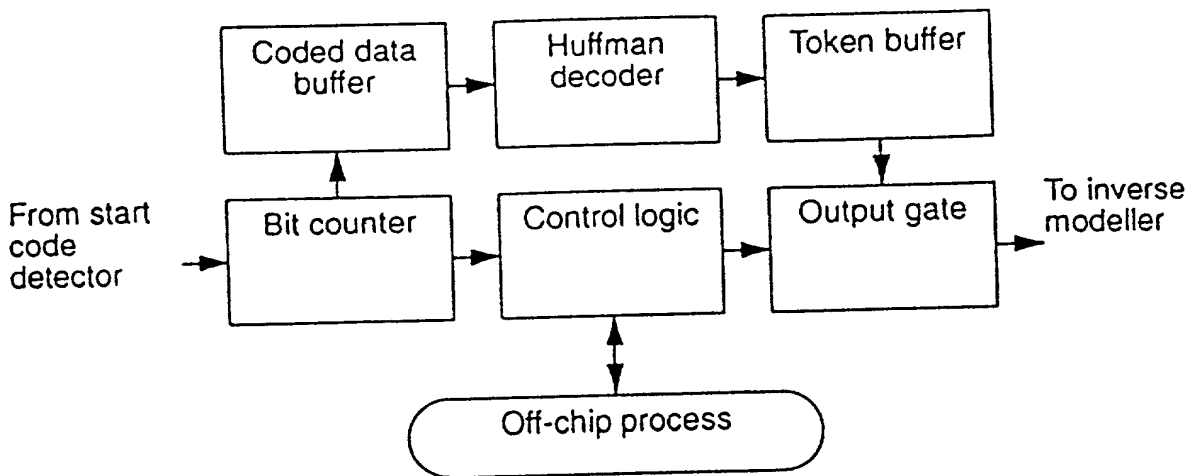 Coded data
buffer
Huffman
decoder
Token buffer
From start
code
detector
Bit counter
Control logic
Output gate
To inverse
modeller
Off-chip process